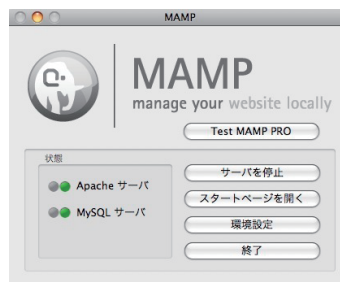 MAMP
MAMP
manage your website locally
Test MAMP PRO
状態
Apache サーバ
MySQL サーバ
サーバを停止
スタートページを開く
環境設定
終了